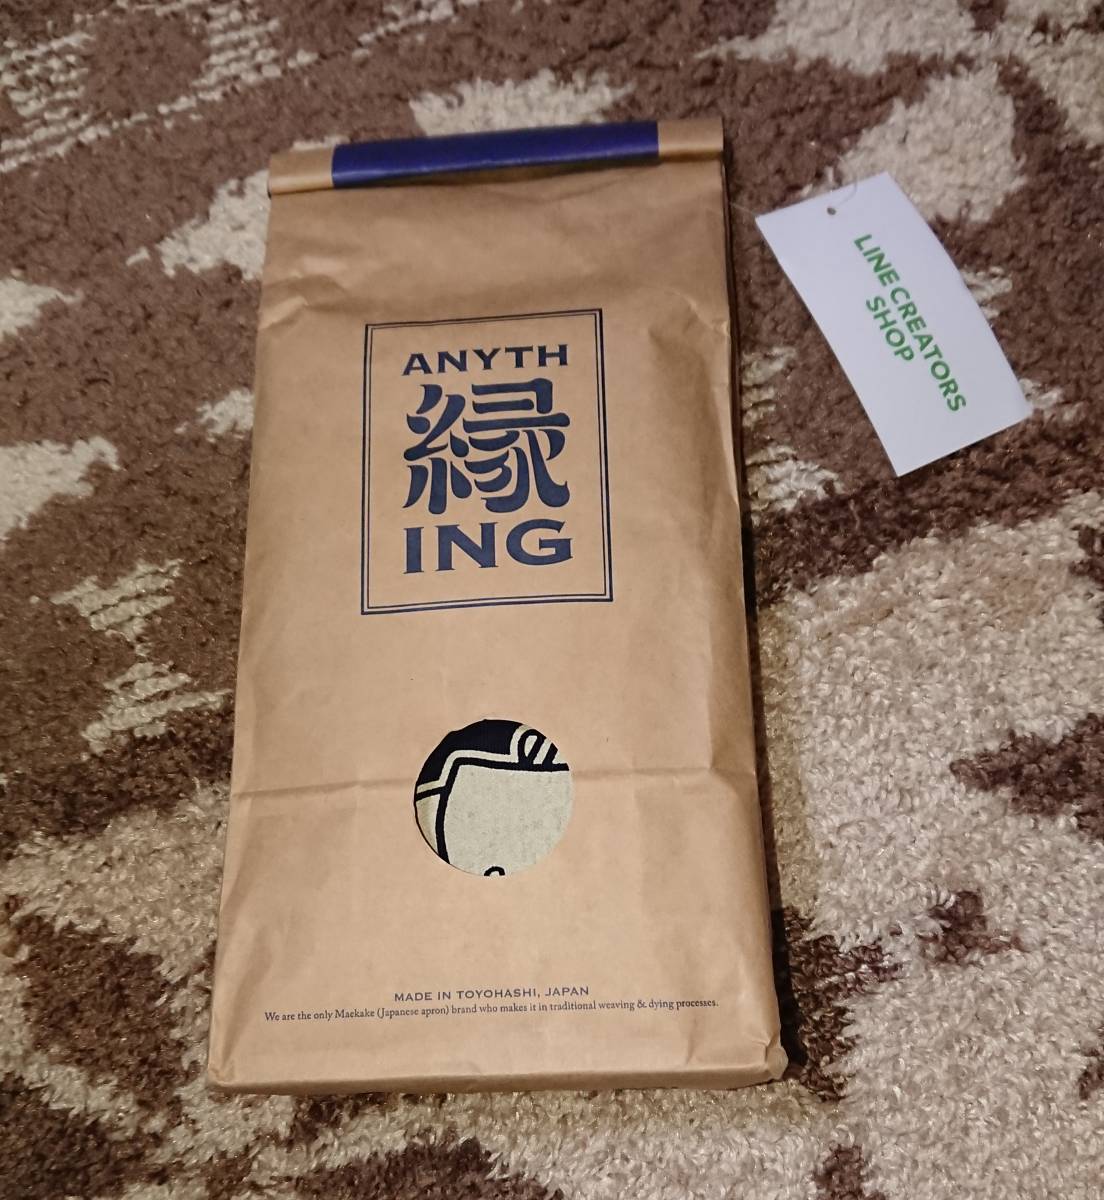 ANYTH
縁
ING
MADE IN TOYOHASHI, JAPAN
We are the only Maekake (Japanese apron) brand who makes it in traditional weaving & dying processes.
LINE CREATORS
SHOP